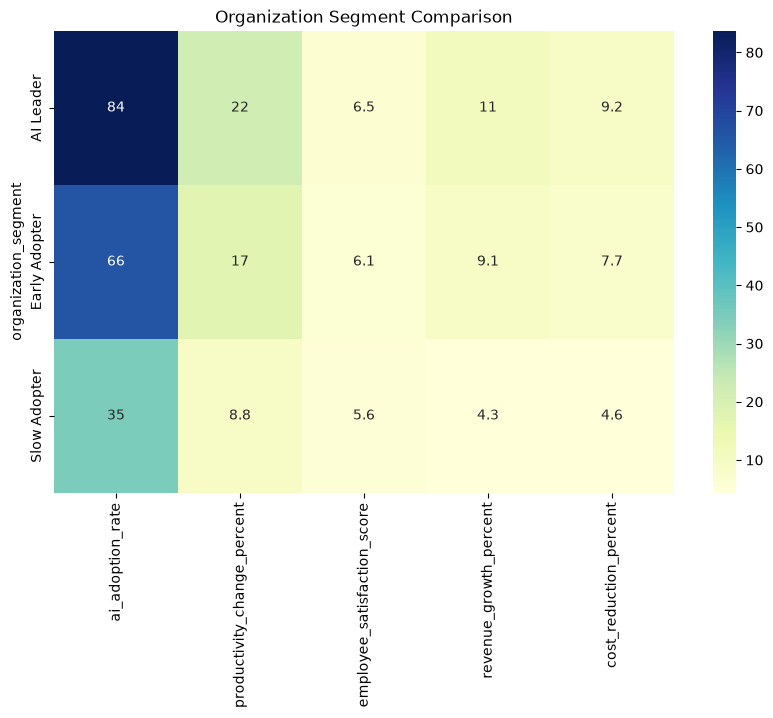 Organization Segment Comparison
organization_segment
AI Leader
84
22
6.5
11
9.2
Early Adopter
66
17
6.1
9.1
7.7
Slow Adopter
35
8.8
5.6
4.3
4.6
ai_adoption_rate
productivity_change_percent
employee_satisfaction_score
revenue_growth_percent
cost_reduction_percent
80
70
60
50
40
30
20
10